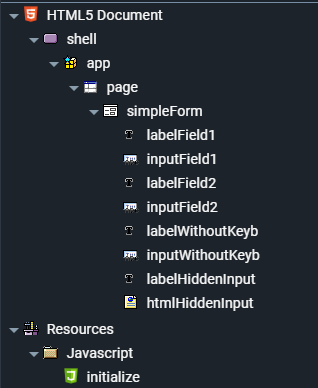 HTML5 Document
shell
app
page
simpleForm
labelField1
inputField1
labelField2
inputField2
labelWithoutKeyb
inputWithoutKeyb
labelHiddenInput
htmlHiddenInput
Resources
Javascript
initialize